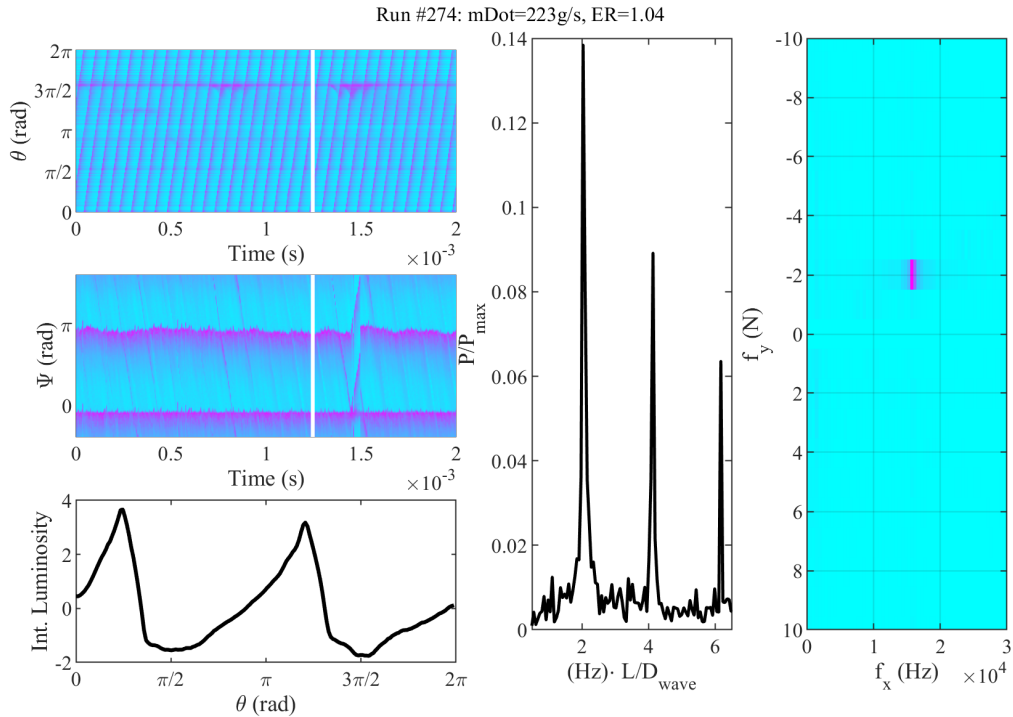 Run #274: mDot=223g/s, ER=1.04
2π
3π/2
π
π/2
0
θ (rad)
0 0.5 1 1.5 2
Time (s)
×10⁻³
π
0
Ψ (rad)
0 0.5 1 1.5 2
Time (s)
×10⁻³
4
2
0
-2
Int. Luminosity
0 π/2 π 3π/2 2π
θ (rad)
0.14
0.12
0.1
0.08
0.06
0.04
0.02
0
P/P_max
2 4 6
(Hz)· L/D_wave
-10
-8
-6
-4
-2
0
2
4
6
8
10
f_y (N)
0 1 2 3
f_x (Hz)
×10⁴